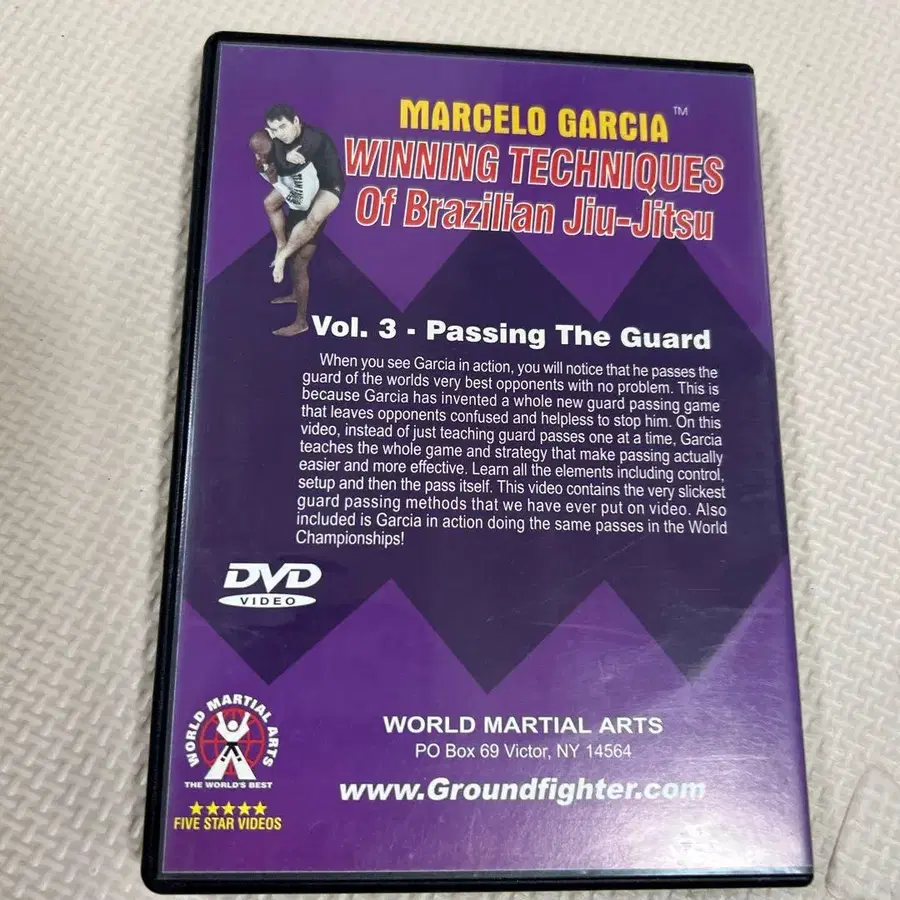 MARCELO GARCIA™
WINNING TECHNIQUES
Of Brazilian Jiu-Jitsu
Vol. 3 - Passing The Guard
When you see Garcia in action, you will notice that he passes the
guard of the worlds very best opponents with no problem. This is
because Garcia has invented a whole new guard passing game
that leaves opponents confused and helpless to stop him. On this
video, instead of just teaching guard passes one at a time, Garcia
teaches the whole game and strategy that make passing actually
easier and more effective. Learn all the elements including control,
setup and then the pass itself. This video contains the very slickest
guard passing methods that we have ever put on video. Also
included is Garcia in action doing the same passes in the World
Championships!
DVD
VIDEO
WORLD MARTIAL ARTS
THE WORLD'S BEST
FIVE STAR VIDEOS
WORLD MARTIAL ARTS
PO Box 69 Victor, NY 14564
www.Groundfighter.com